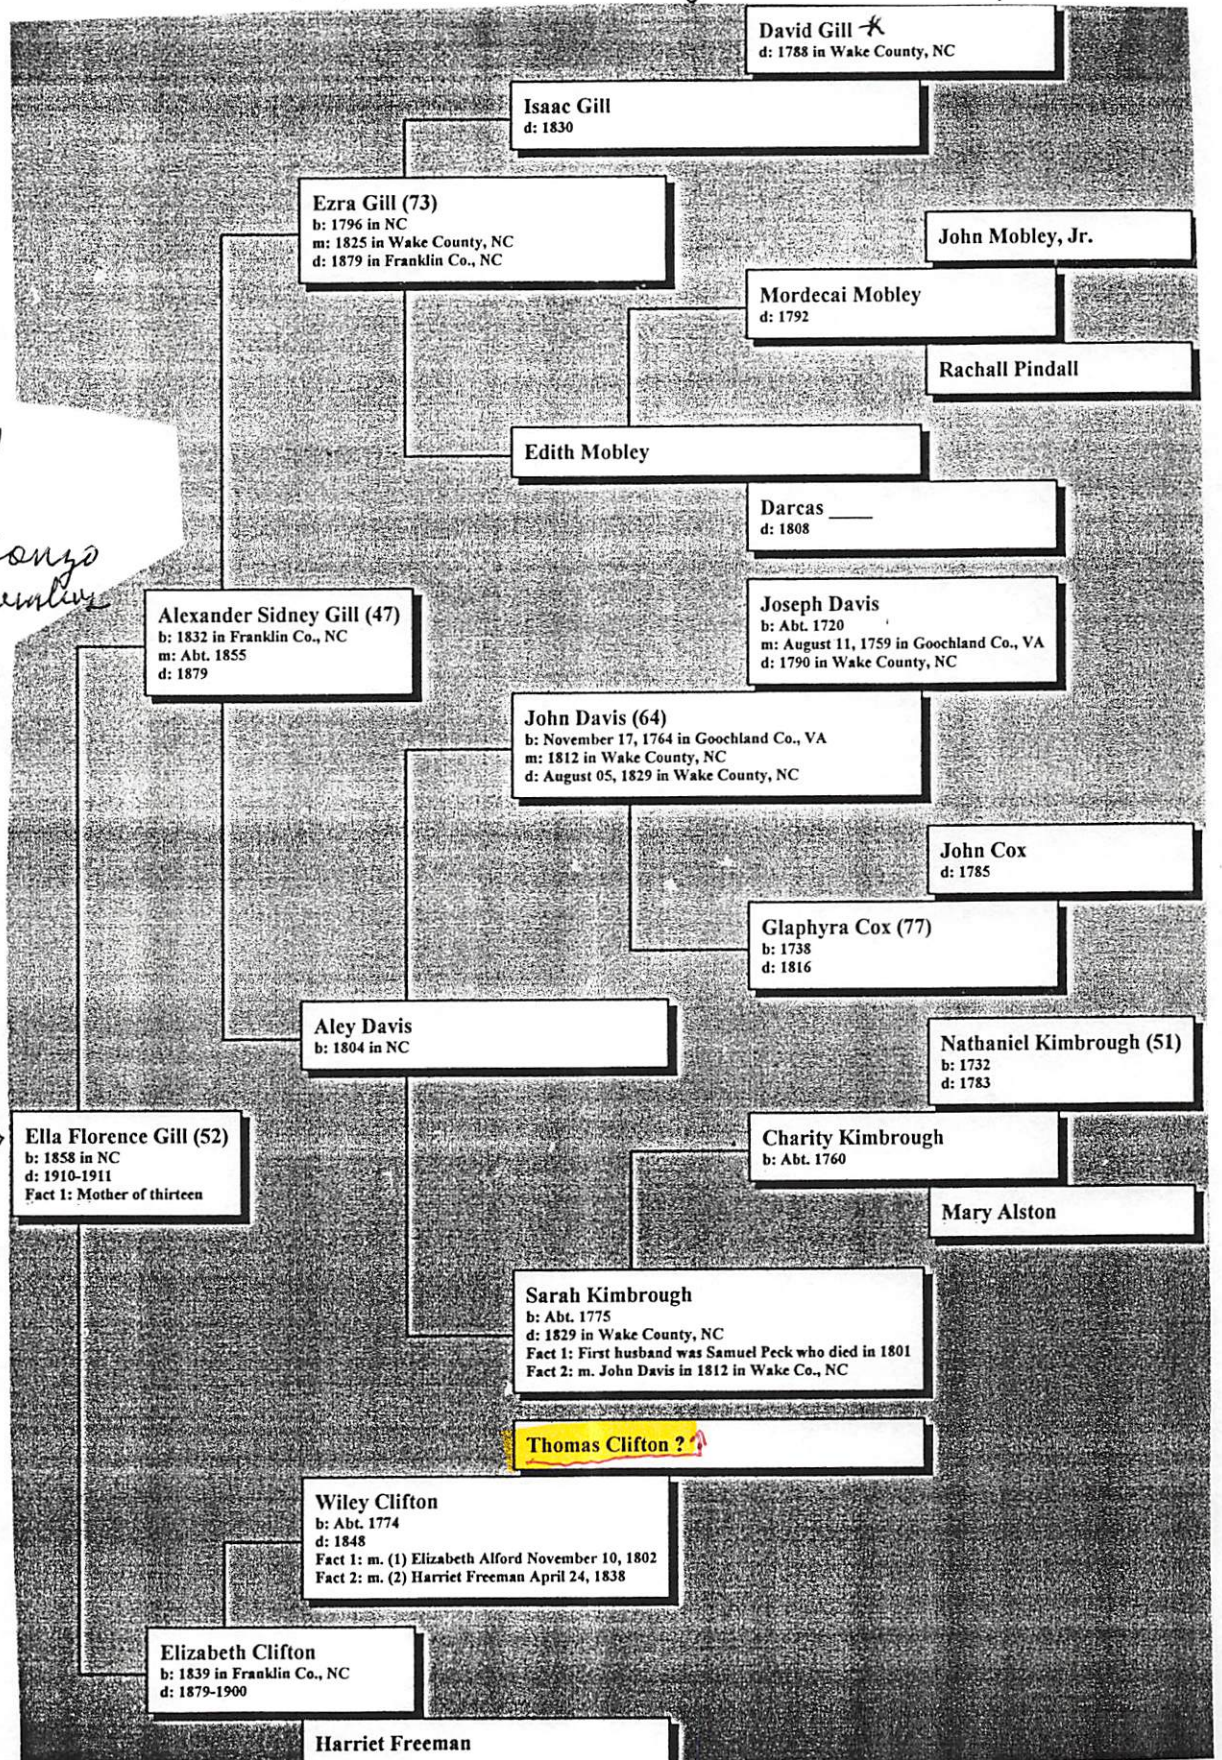 David Gill
d: 1788 in Wake County, NC
Isaac Gill
d: 1830
Ezra Gill (73)
b: 1796 in NC
m: 1825 in Wake County, NC
d: 1879 in Franklin Co., NC
John Mobley, Jr.
Mordecai Mobley
d: 1792
Rachall Pindall
Edith Mobley
Darcas ____
d: 1808
Alexander Sidney Gill (47)
b: 1832 in Franklin Co., NC
m: Abt. 1855
d: 1879
Joseph Davis
b: Abt. 1720
m: August 11, 1759 in Goochland Co., VA
d: 1790 in Wake County, NC
John Davis (64)
b: November 17, 1764 in Goochland Co., VA
m: 1812 in Wake County, NC
d: August 05, 1829 in Wake County, NC
John Cox
d: 1785
Glaphyra Cox (77)
b: 1738
d: 1816
Aley Davis
b: 1804 in NC
Nathaniel Kimbrough (51)
b: 1732
d: 1783
Ella Florence Gill (52)
b: 1858 in NC
d: 1910-1911
Fact 1: Mother of thirteen
Charity Kimbrough
b: Abt. 1760
Mary Alston
Sarah Kimbrough
b: Abt. 1775
d: 1829 in Wake County, NC
Fact 1: First husband was Samuel Peck who died in 1801
Fact 2: m. John Davis in 1812 in Wake Co., NC
Thomas Clifton ? ?
Wiley Clifton
b: Abt. 1774
d: 1848
Fact 1: m. (1) Elizabeth Alford November 10, 1802
Fact 2: m. (2) Harriet Freeman April 24, 1838
Elizabeth Clifton
b: 1839 in Franklin Co., NC
d: 1879-1900
Harriet Freeman